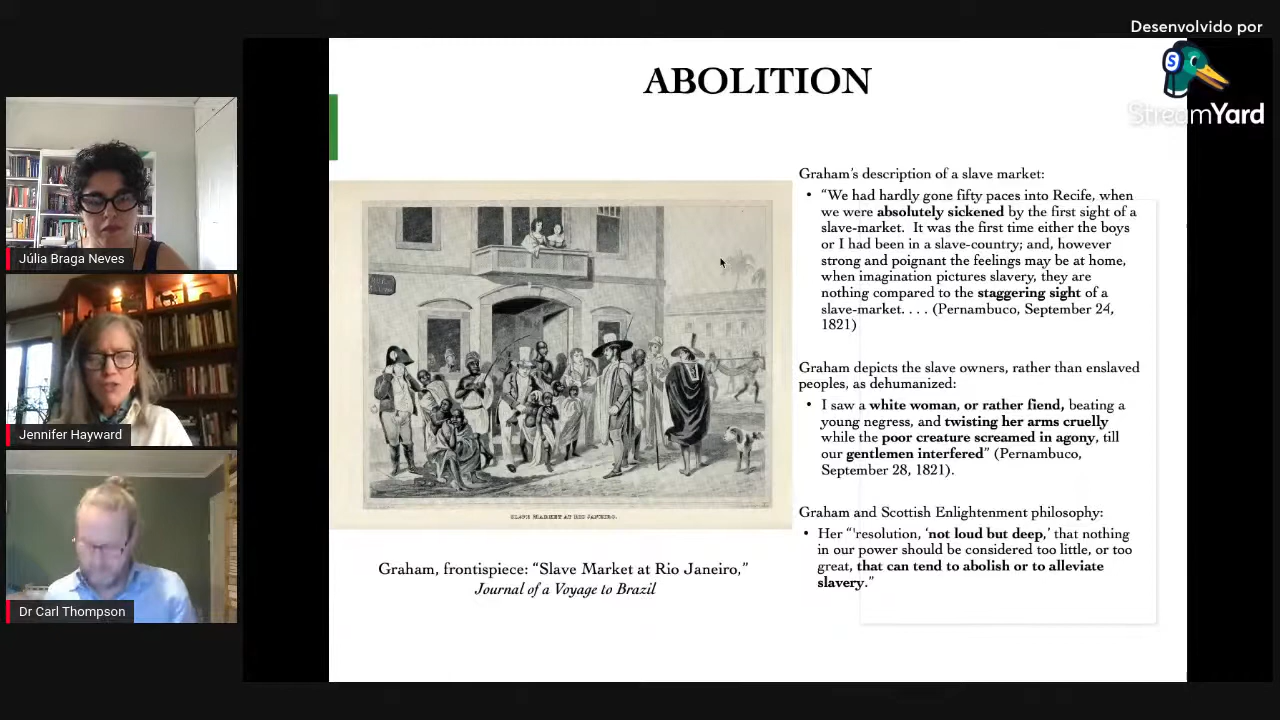 Desenvolvido por
StreamYard
ABOLITION
Graham's description of a slave market:
• “We had hardly gone fifty paces into Recife, when
we were absolutely sickened by the first sight of a
slave-market.  It was the first time either the boys
or I had been in a slave-country; and, however
strong and poignant the feelings may be at home,
when imagination pictures slavery, they are
nothing compared to the staggering sight of a
slave-market. . . . (Pernambuco, September 24,
1821)
Graham depicts the slave owners, rather than enslaved
peoples, as dehumanized:
• I saw a white woman, or rather fiend, beating a
young negress, and twisting her arms cruelly
while the poor creature screamed in agony, till
our gentlemen interfered” (Pernambuco,
September 28, 1821).
Graham and Scottish Enlightenment philosophy:
• Her “'resolution, 'not loud but deep,' that nothing
in our power should be considered too little, or too
great, that can tend to abolish or to alleviate
slavery.”
SLAVE MARKET AT RIO JANEIRO.
Graham, frontispiece: “Slave Market at Rio Janeiro,”
Journal of a Voyage to Brazil
Júlia Braga Neves
Jennifer Hayward
Dr Carl Thompson